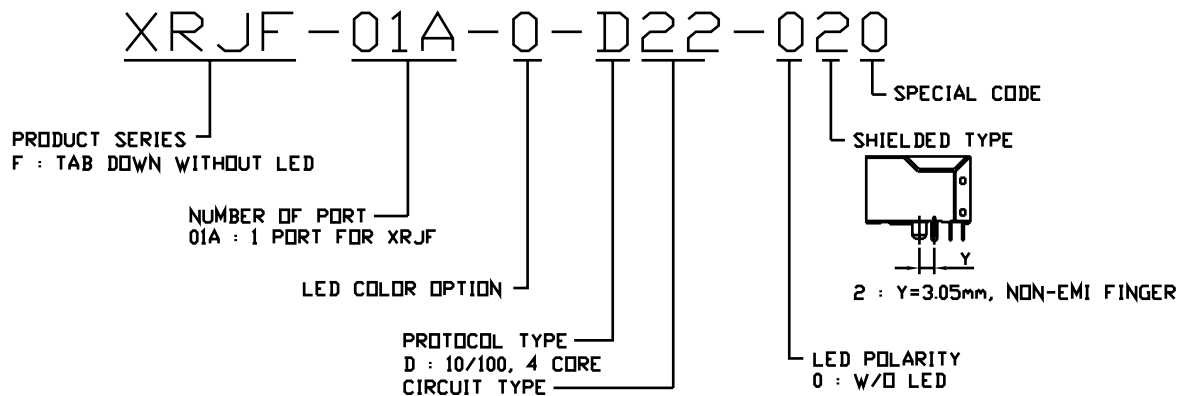 XRJF-01A-0-D22-020
SPECIAL CODE
PRODUCT SERIES
F : TAB DOWN WITHOUT LED
SHIELDED TYPE
NUMBER OF PORT
01A : 1 PORT FOR XRJF
Y
LED COLOR OPTION
2 : Y=3.05mm, NON-EMI FINGER
PROTOCOL TYPE
D : 10/100, 4 CORE
CIRCUIT TYPE
LED POLARITY
0 : W/O LED